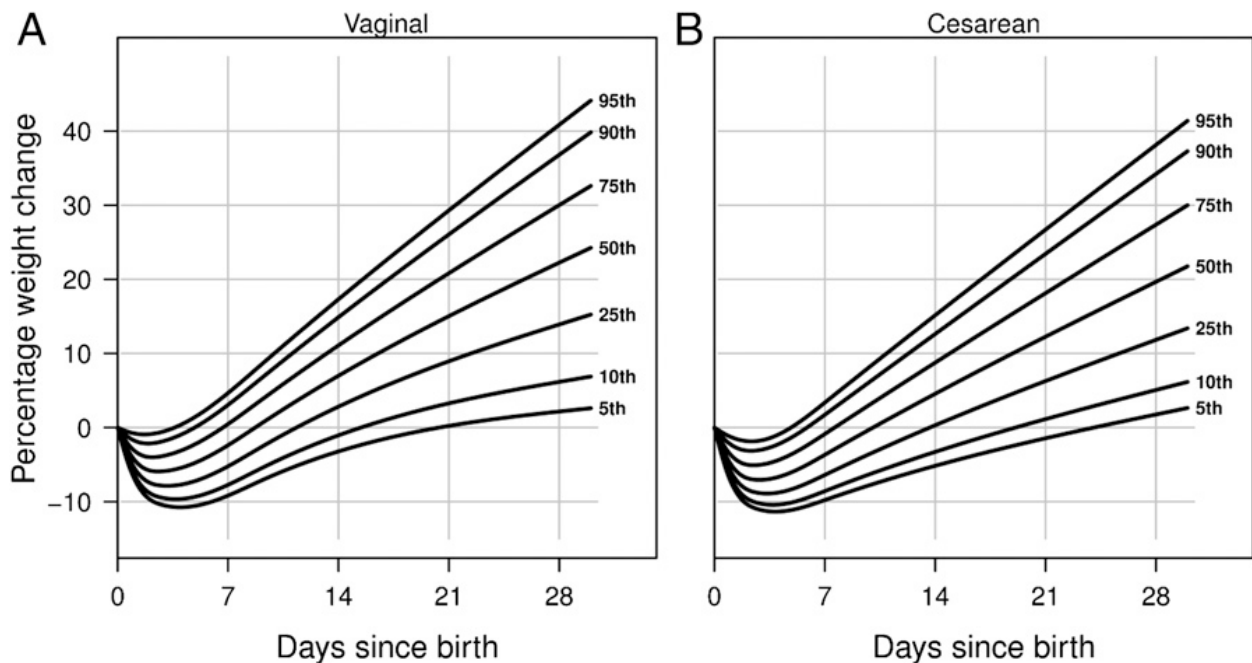 A
Vaginal
Percentage weight change
40
30
20
10
0
−10
95th
90th
75th
50th
25th
10th
5th
0 7 14 21 28
Days since birth
B
Cesarean
95th
90th
75th
50th
25th
10th
5th
0 7 14 21 28
Days since birth